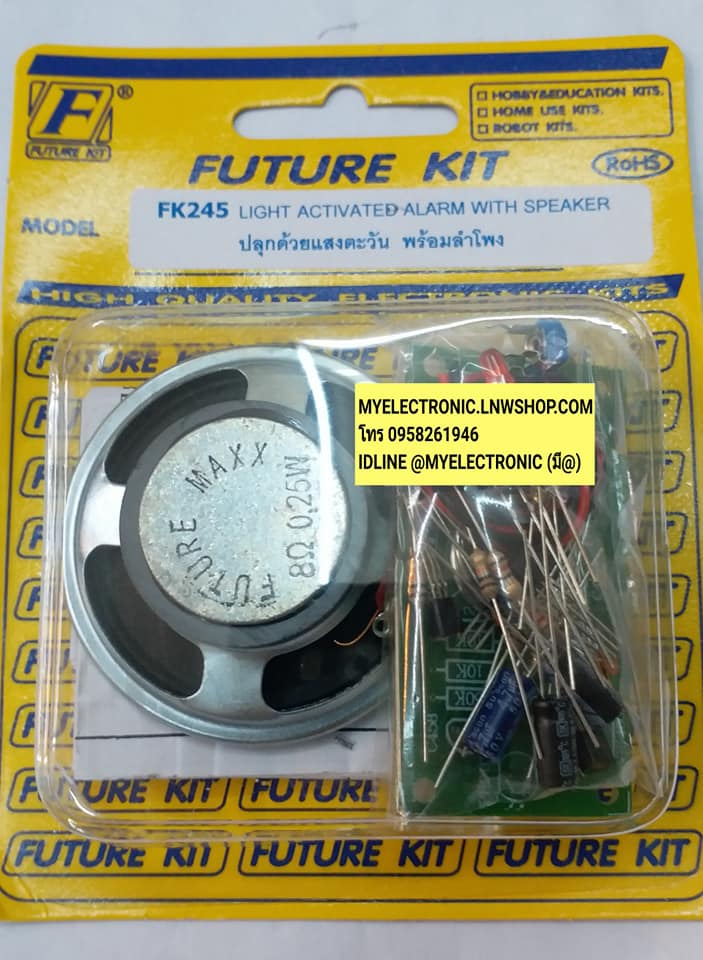 F®
FUTURE KIT
HOBBY&EDUCATION KITS.
HOME USE KITS.
ROBOT KITS.
FUTURE KIT
RoHS
MODEL
FK245 LIGHT ACTIVATED ALARM WITH SPEAKER
ปลุกด้วยแสงตะวัน พร้อมลำโพง
HIGH QUALITY ELECTRONIC KITS
FUTURE KIT FUTURE KIT
MYELECTRONIC.LNWSHOP.COM
โทร 0958261946
IDLINE @MYELECTRONIC (มี@)
FUTURE MAXX
8Ω 0.25W
10K
FUTURE KIT FUTURE KIT FUTURE KIT